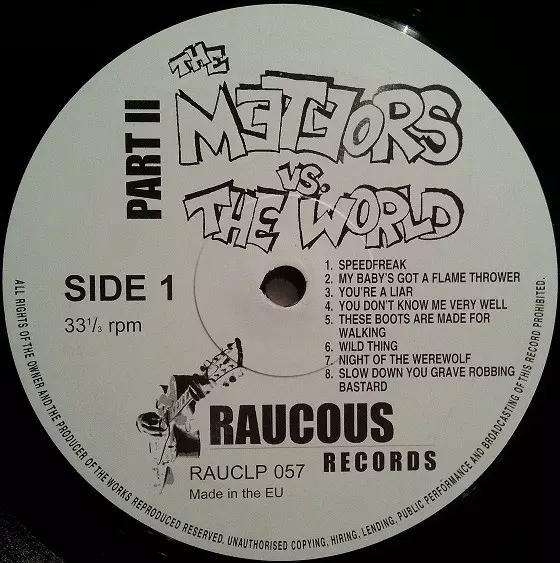 THE
METEORS
VS.
THE WORLD
PART II
SIDE 1
33 1/3 rpm
1. SPEEDFREAK
2. MY BABY'S GOT A FLAME THROWER
3. YOU'RE A LIAR
4. YOU DON'T KNOW ME VERY WELL
5. THESE BOOTS ARE MADE FOR
WALKING
6. WILD THING
7. NIGHT OF THE WEREWOLF
8. SLOW DOWN YOU GRAVE ROBBING
BASTARD
RAUCOUS
RECORDS
RAUCLP 057
Made in the EU
ALL RIGHTS OF THE OWNER AND THE PRODUCER OF THE WORKS REPRODUCED RESERVED. UNAUTHORISED COPYING, HIRING, LENDING, PUBLIC PERFORMANCE AND BROADCASTING OF THIS RECORD PROHIBITED.